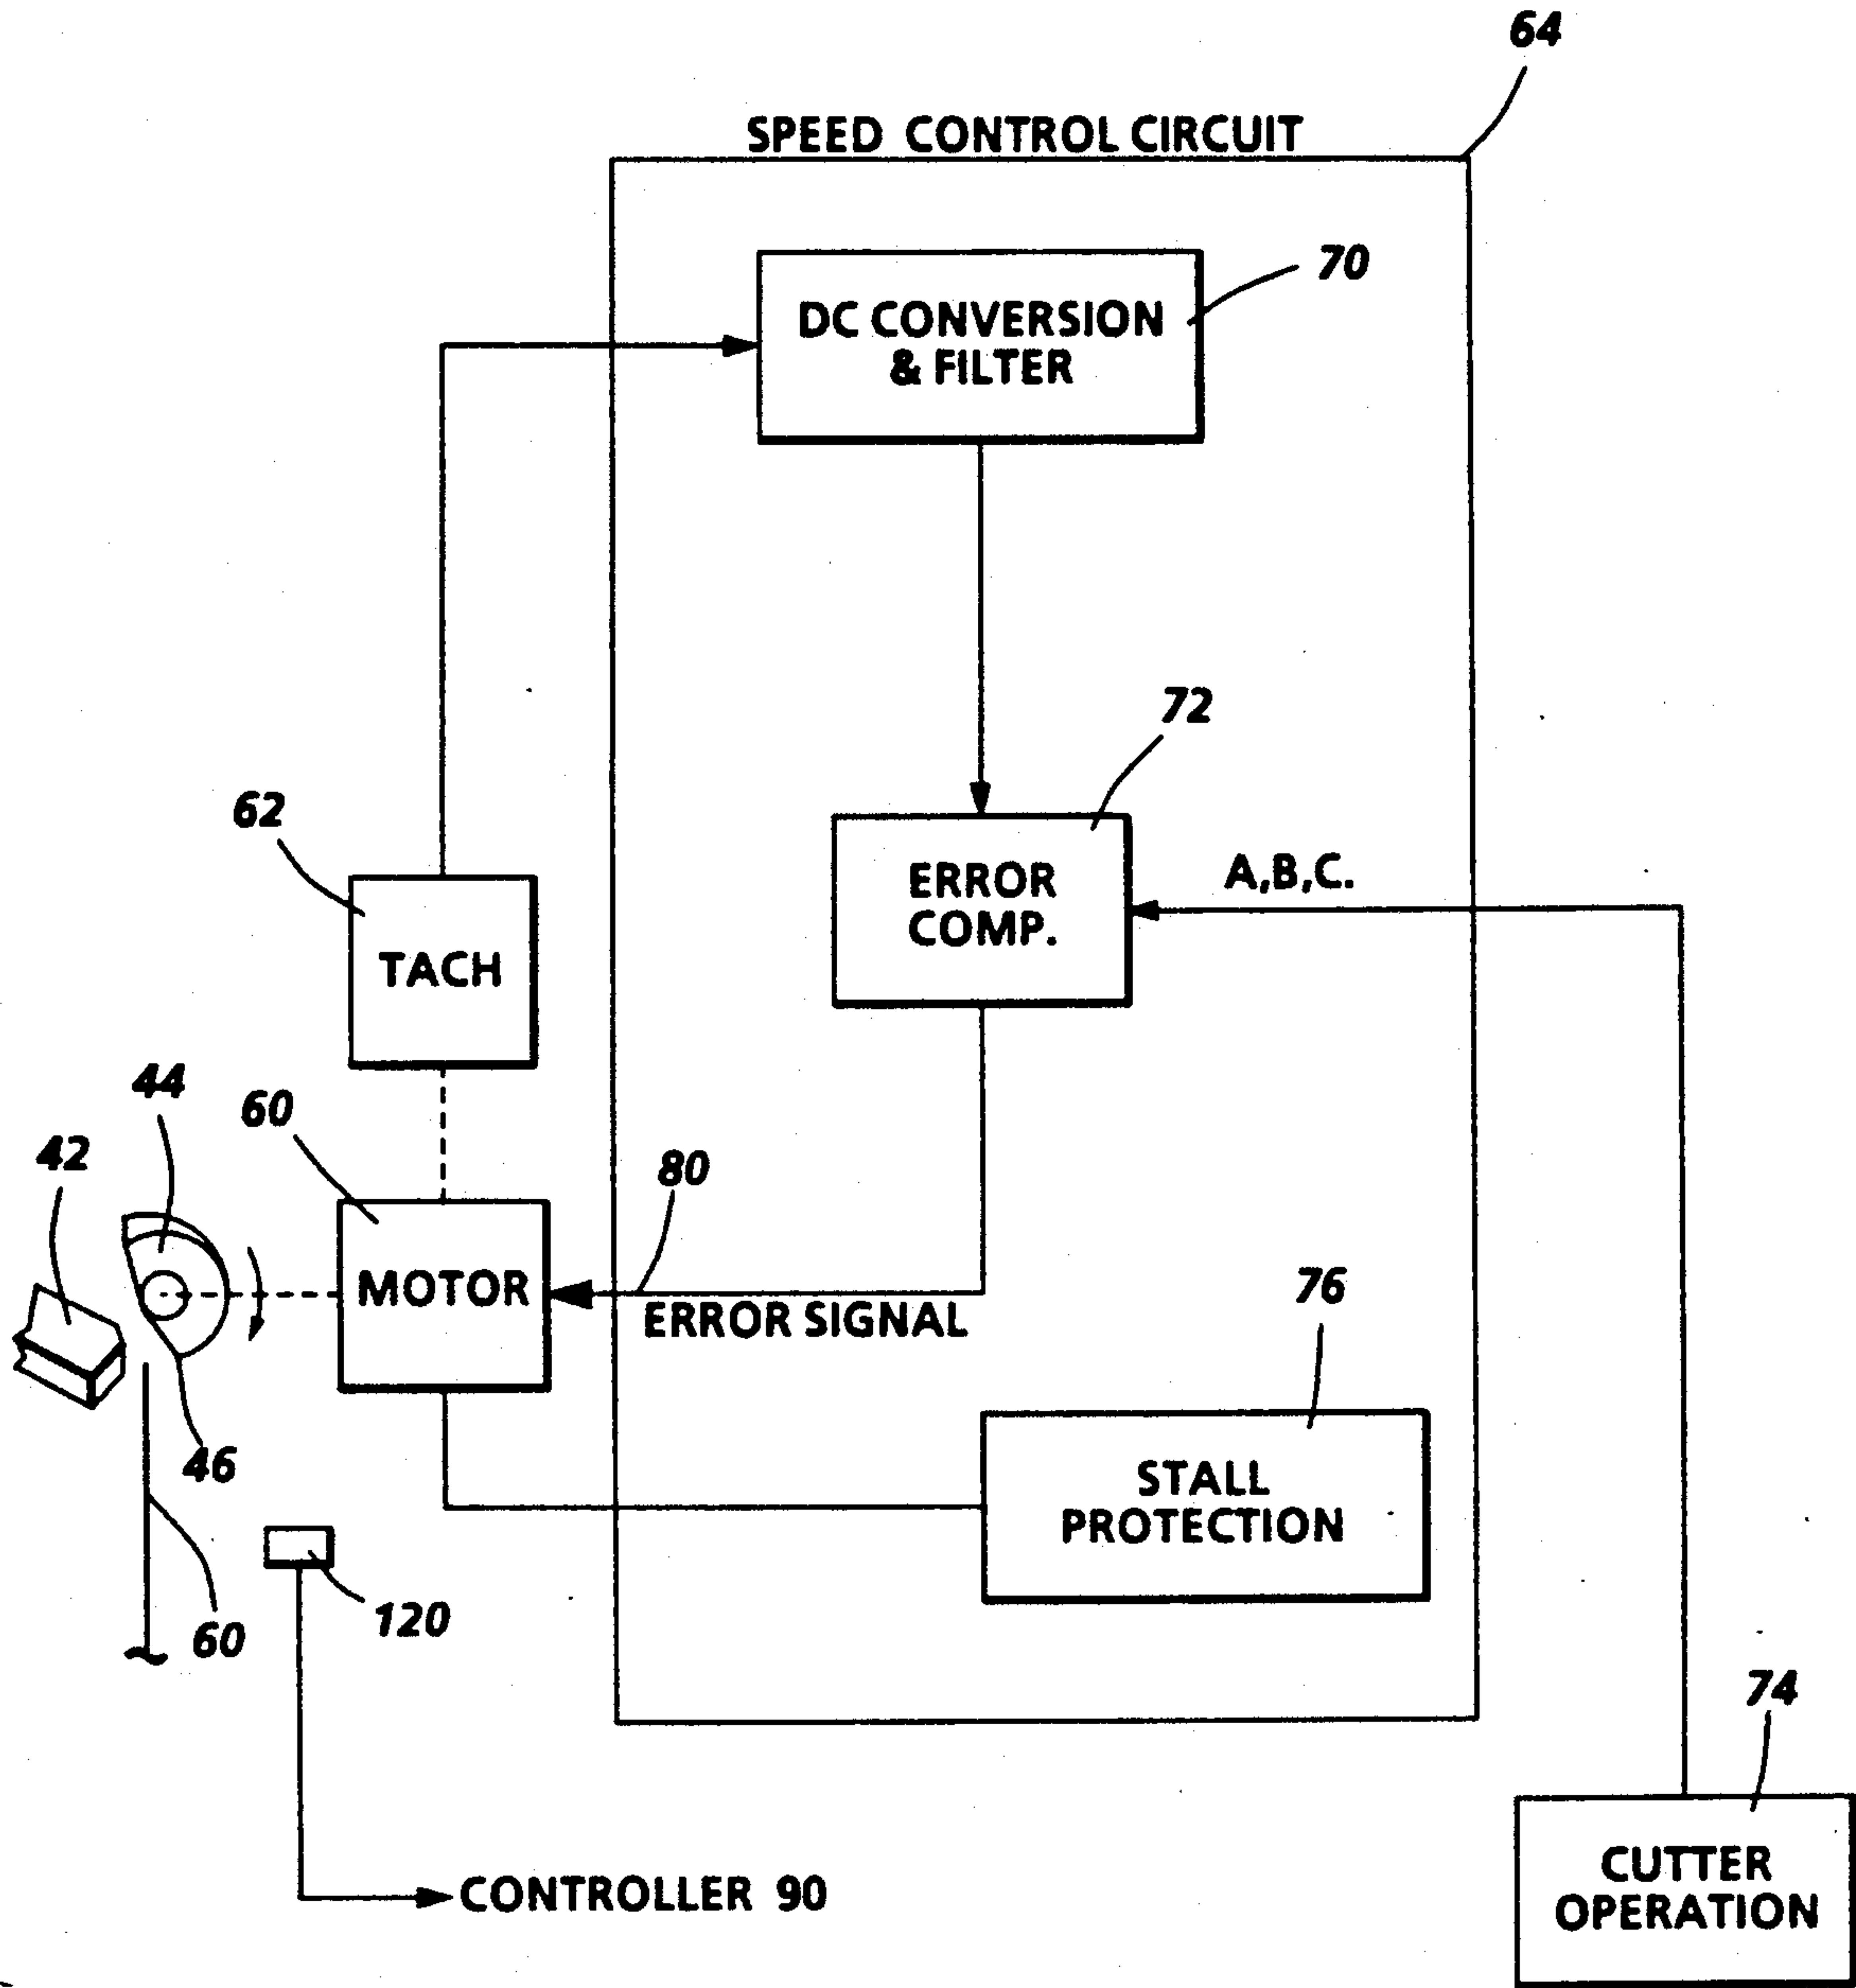 64
SPEED CONTROL CIRCUIT
70
DC CONVERSION
& FILTER
72
62
ERROR
COMP.
A,B,C.
TACH
44
60
42
80
MOTOR
ERROR SIGNAL
76
46
STALL
PROTECTION
120
60
74
CONTROLLER 90
CUTTER
OPERATION